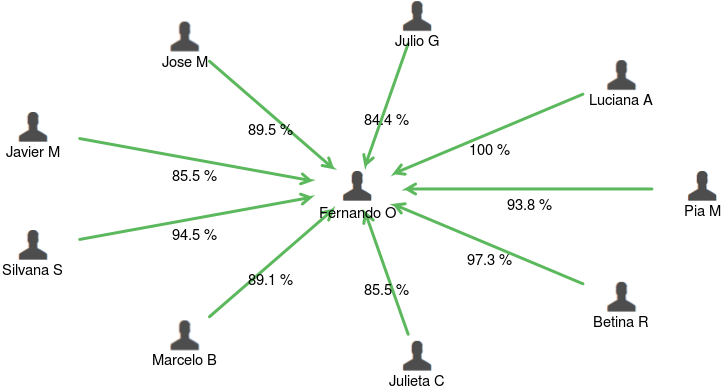 Julio G
Jose M
Luciana A
84.4 %
89.5 %
Javier M
100 %
85.5 %
Fernando O
93.8 %
Pia M
94.5 %
97.3 %
Silvana S
89.1 %
85.5 %
Betina R
Marcelo B
Julieta C